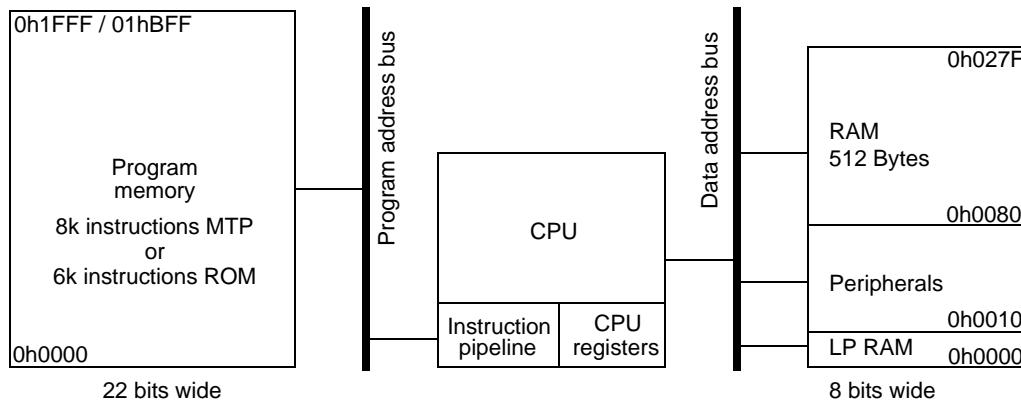 0h1FFF / 01hBFF
Program
memory
8k instructions MTP
or
6k instructions ROM
0h0000
22 bits wide
Program address bus
CPU
Instruction
pipeline
CPU
registers
Data address bus
0h027F
RAM
512 Bytes
0h0080
Peripherals
0h0010
LP RAM
0h0000
8 bits wide